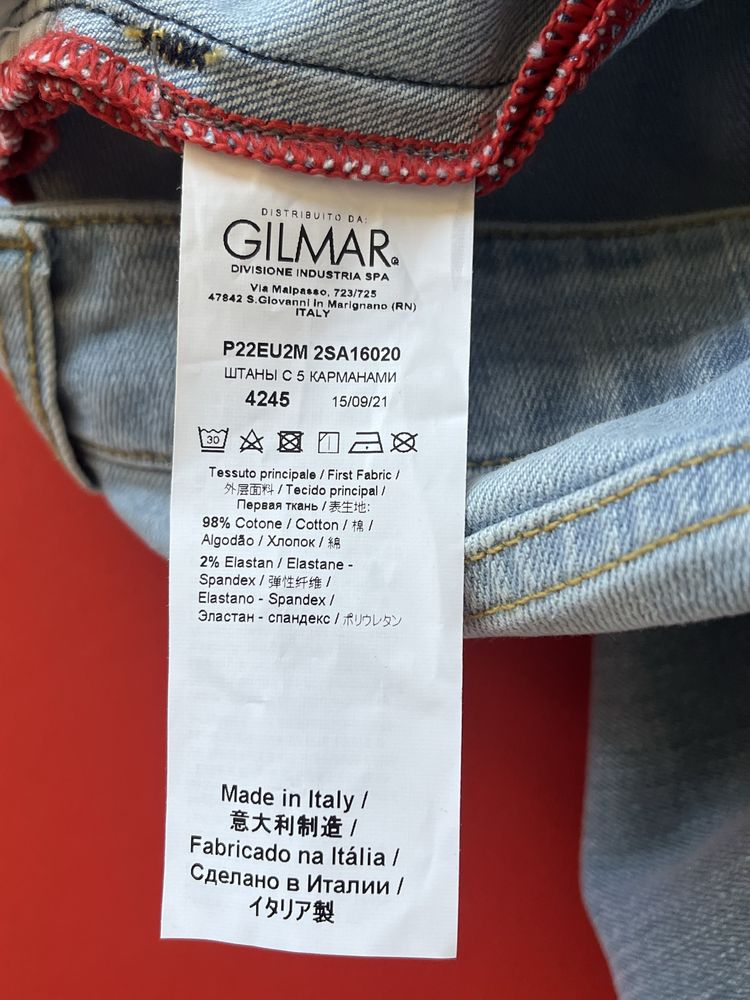 DISTRIBUITO DA:
GILMAR®
DIVISIONE INDUSTRIA SPA
Via Malpasso, 723/725
47842 S.Giovanni in Marignano (RN)
ITALY
P22EU2M 2SA16020
ШТАНЫ С 5 КАРМАНАМИ
4245 15/09/21
30
Tessuto principale / First Fabric /
外层面料 / Tecido principal /
Первая ткань / 表生地:
98% Cotone / Cotton / 棉 /
Algodão / Хлопок / 綿
2% Elastan / Elastane -
Spandex / 弹性纤维 /
Elastano - Spandex /
Эластан - спандекс / ポリウレタン
Made in Italy /
意大利制造 /
Fabricado na Itália /
Сделано в Италии /
イタリア製